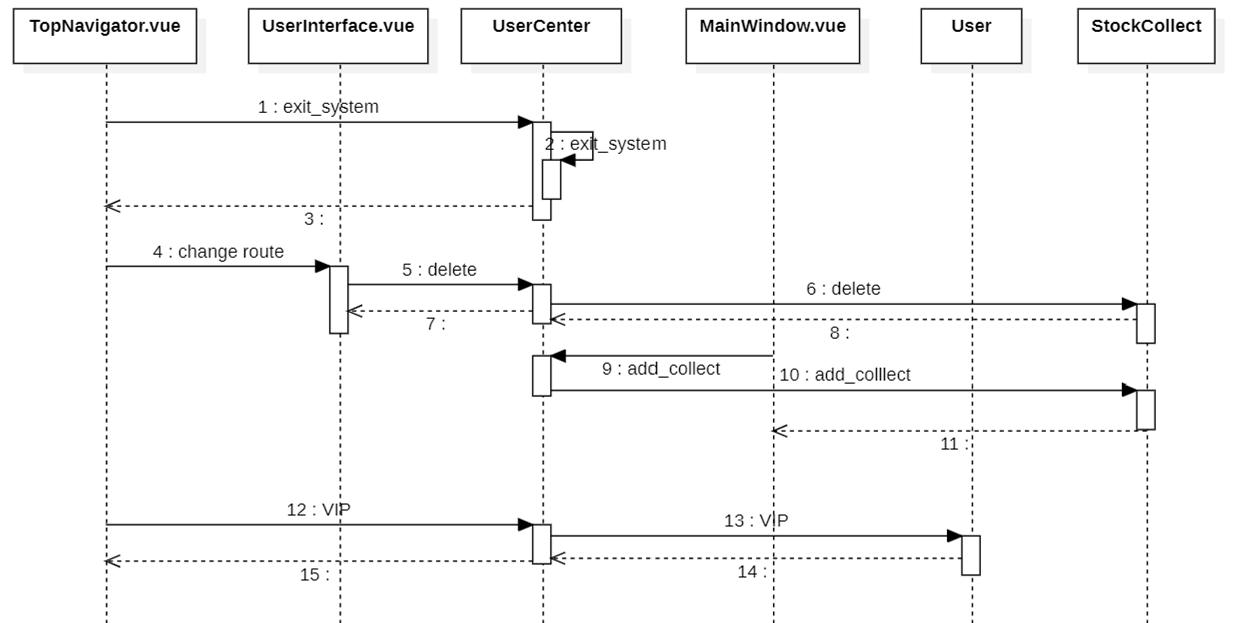 TopNavigator.vue
UserInterface.vue
UserCenter
MainWindow.vue
User
StockCollect
1 : exit_system
2 : exit_system
3 :
4 : change route
5 : delete
6 : delete
7 :
8 :
9 : add_collect
10 : add_colllect
11 :
12 : VIP
13 : VIP
14 :
15 :